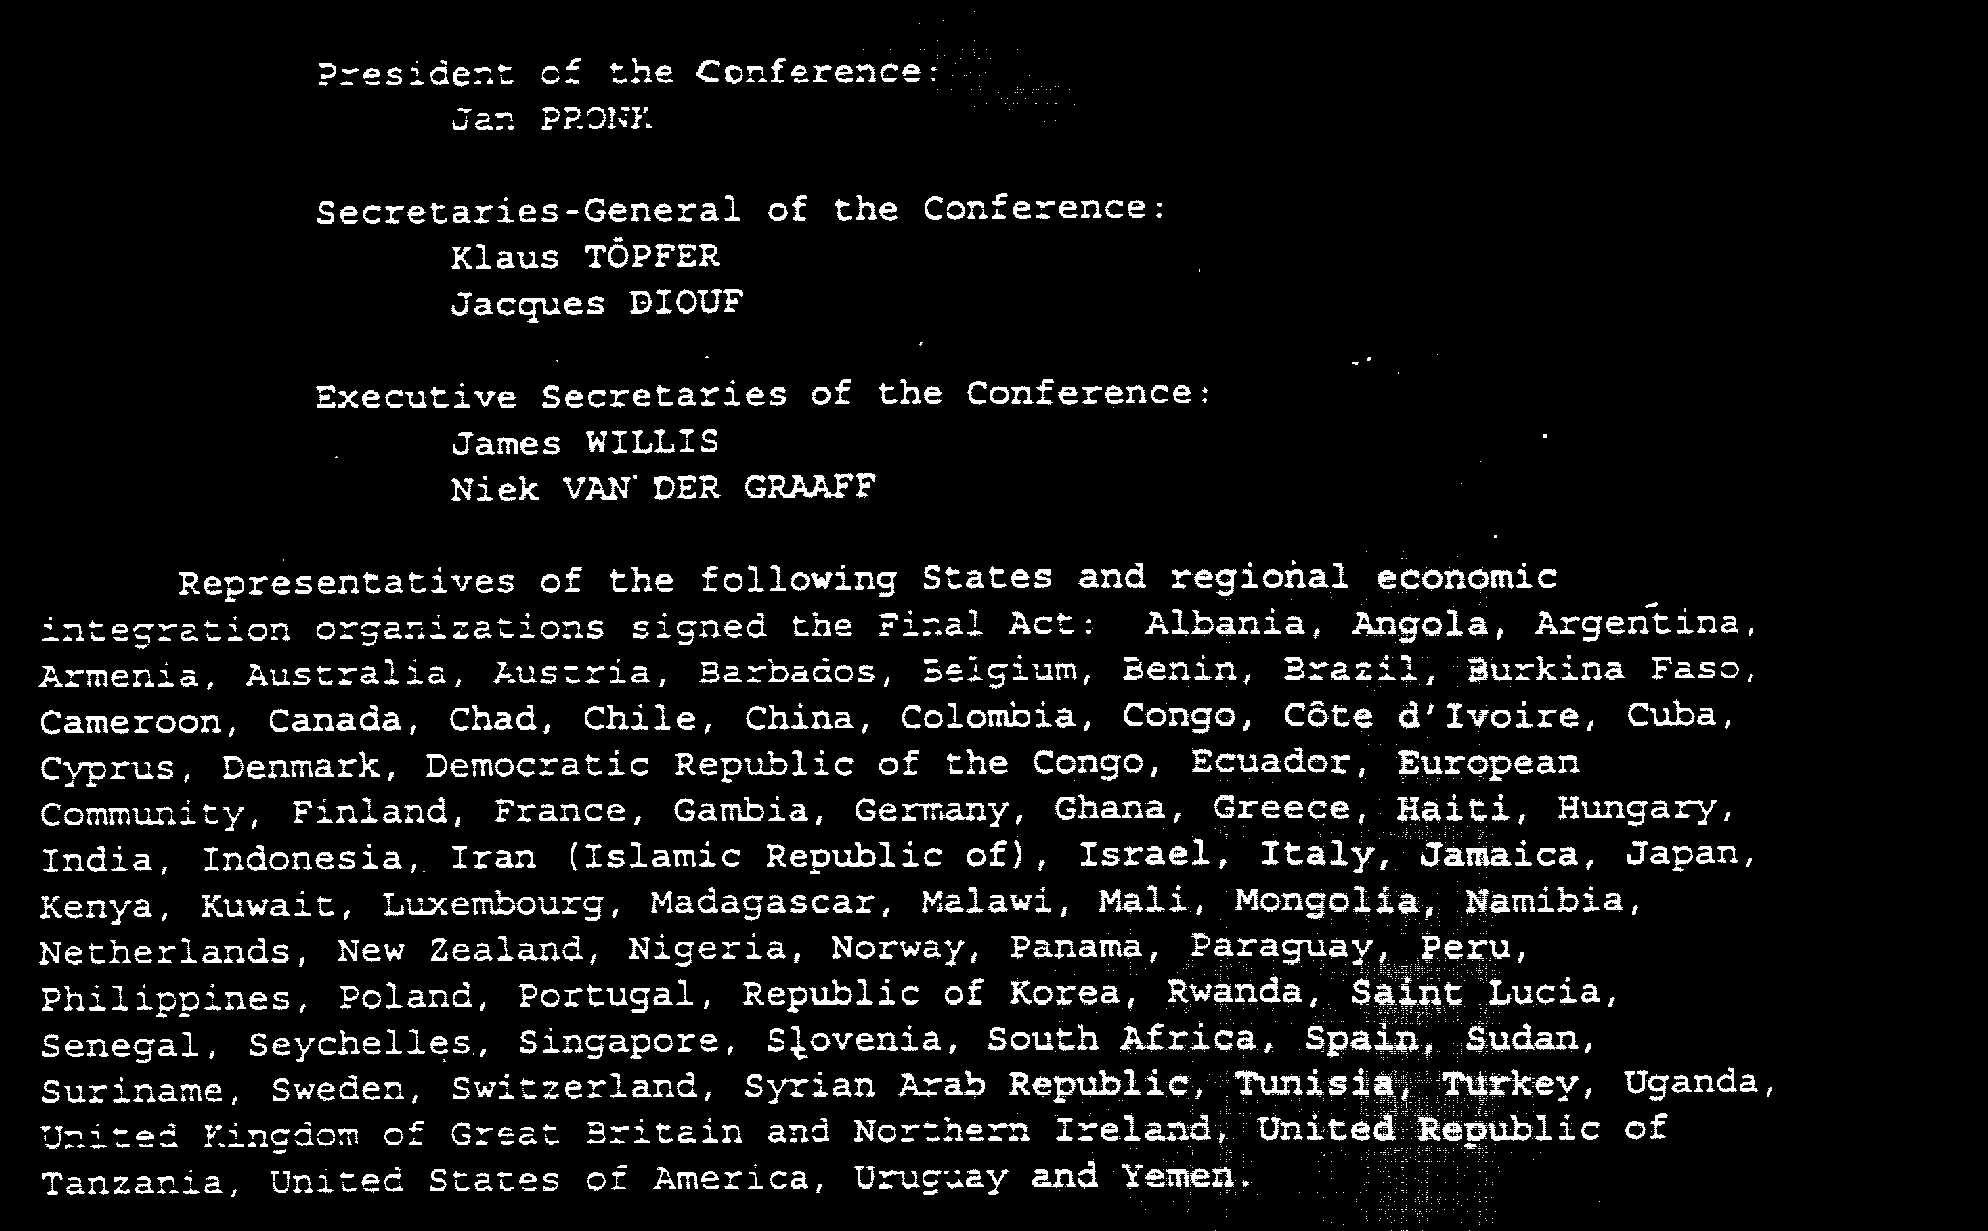 President of the Conference:
Jan PRONK
Secretaries-General of the Conference:
Klaus TÖPFER
Jacques DIOUF
Executive Secretaries of the Conference:
James WILLIS
Niek VAN DER GRAAFF
Representatives of the following States and regional economic
integration organizations signed the Final Act: Albania, Angola, Argentina,
Armenia, Australia, Austria, Barbados, Belgium, Benin, Brazil, Burkina Faso,
Cameroon, Canada, Chad, Chile, China, Colombia, Congo, Côte d'Ivoire, Cuba,
Cyprus, Denmark, Democratic Republic of the Congo, Ecuador, European
Community, Finland, France, Gambia, Germany, Ghana, Greece, Haiti, Hungary,
India, Indonesia, Iran (Islamic Republic of), Israel, Italy, Jamaica, Japan,
Kenya, Kuwait, Luxembourg, Madagascar, Malawi, Mali, Mongolia, Namibia,
Netherlands, New Zealand, Nigeria, Norway, Panama, Paraguay, Peru,
Philippines, Poland, Portugal, Republic of Korea, Rwanda, Saint Lucia,
Senegal, Seychelles, Singapore, Slovenia, South Africa, Spain, Sudan,
Suriname, Sweden, Switzerland, Syrian Arab Republic, Tunisia, Turkey, Uganda,
United Kingdom of Great Britain and Northern Ireland, United Republic of
Tanzania, United States of America, Uruguay and Yemen.